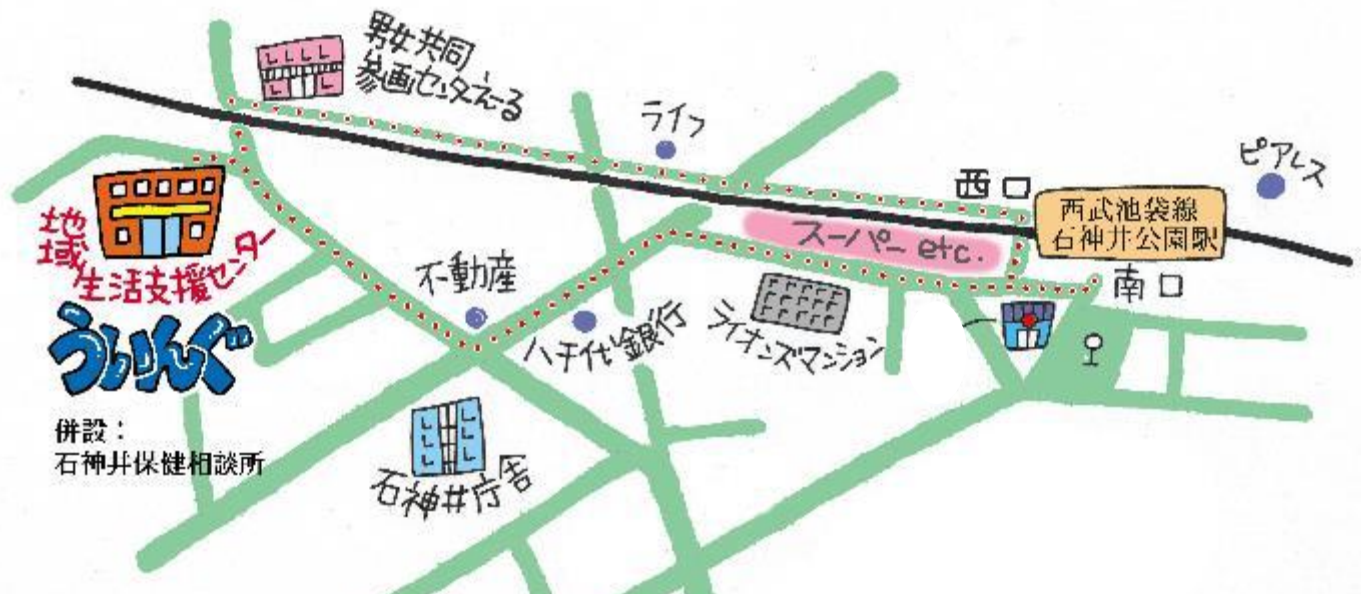 男女共同
参画センターえーる
ライフ
ピアレス
西口
西武池袋線
石神井公園駅
スーパー etc.
南口
地域
生活支援センター
不動産
八千代銀行
ライオンズマンション
ういんぐ
併設：
石神井保健相談所
石神井庁舎